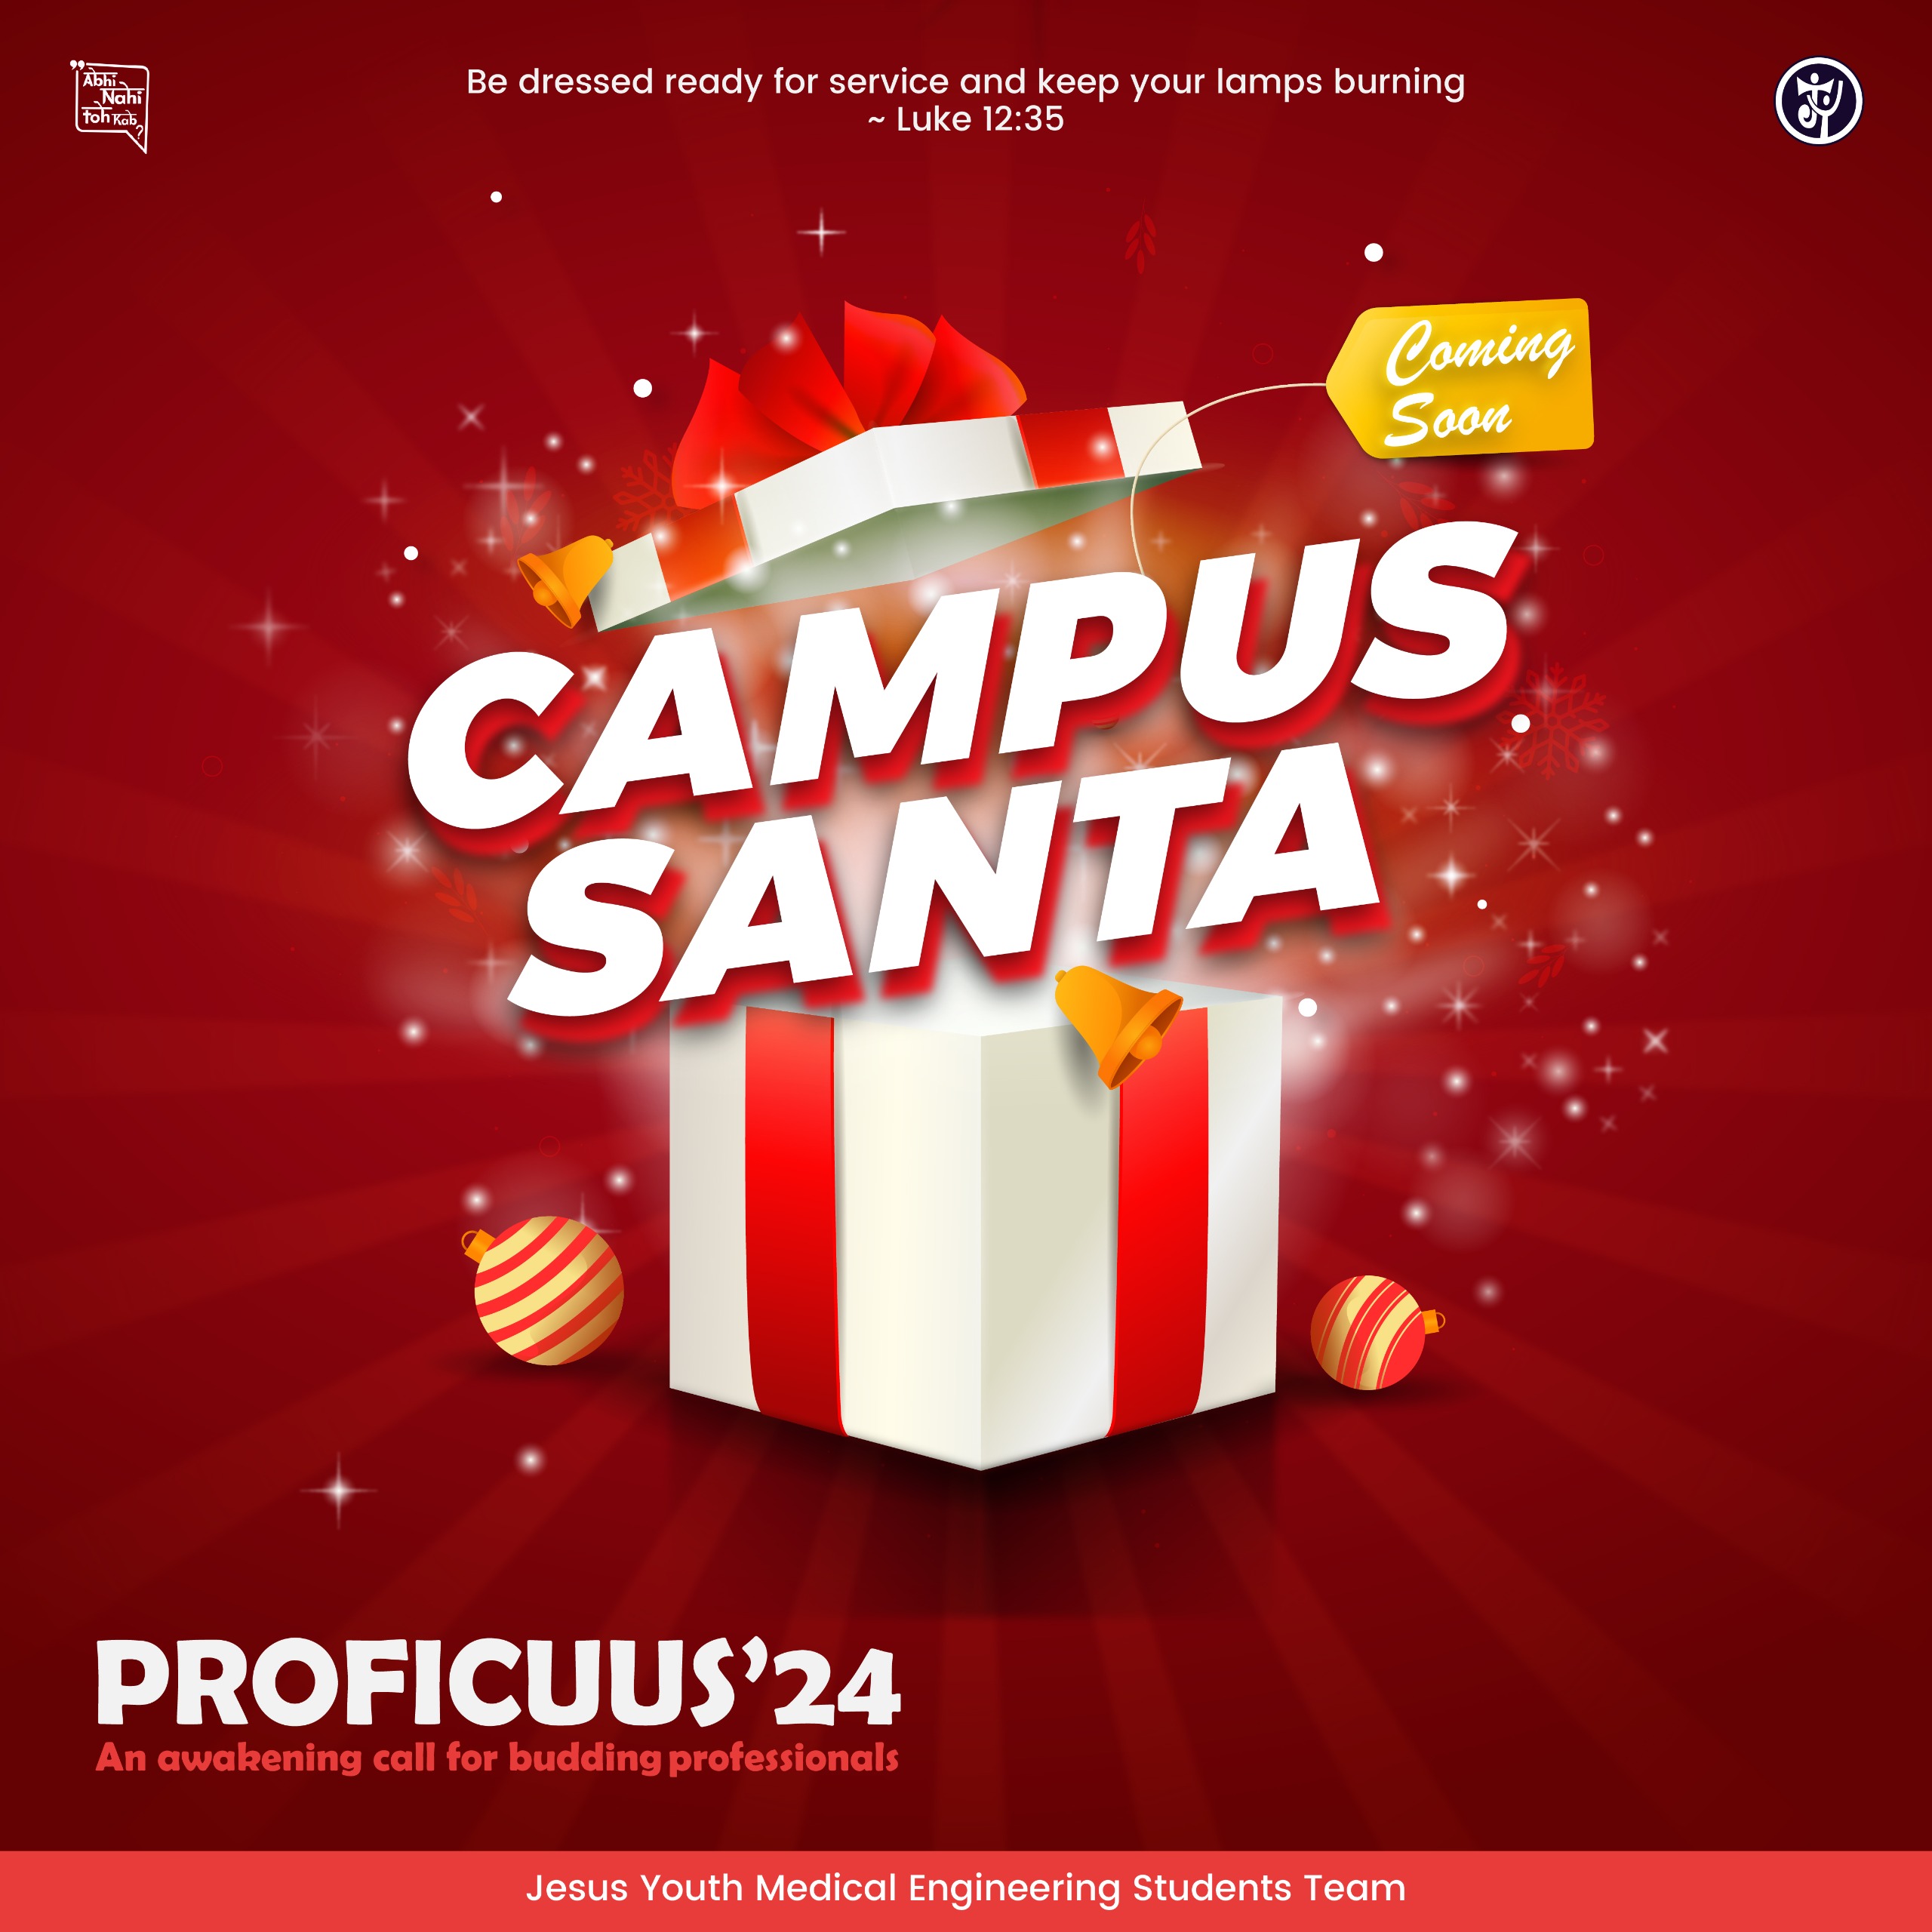 "Abhi
Nahi
toh Kab?
Be dressed ready for service and keep your lamps burning
~ Luke 12:35
Coming
Soon
CAMPUS
SANTA
PROFICUUS'24
An awakening call for budding professionals
Jesus Youth Medical Engineering Students Team